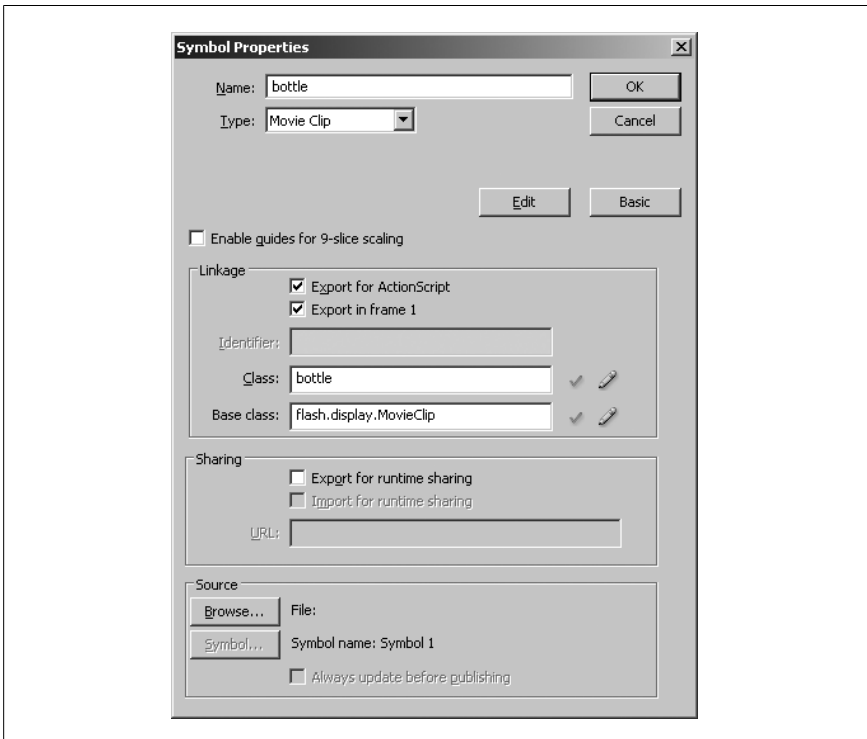 Symbol Properties
Name: bottle
OK
Type: Movie Clip
Cancel
Edit
Basic
Enable guides for 9-slice scaling
Linkage
Export for ActionScript
Export in frame 1
Identifier:
Class: bottle
Base class: flash.display.MovieClip
Sharing
Export for runtime sharing
Import for runtime sharing
URL:
Source
Browse... File:
Symbol... Symbol name: Symbol 1
Always update before publishing